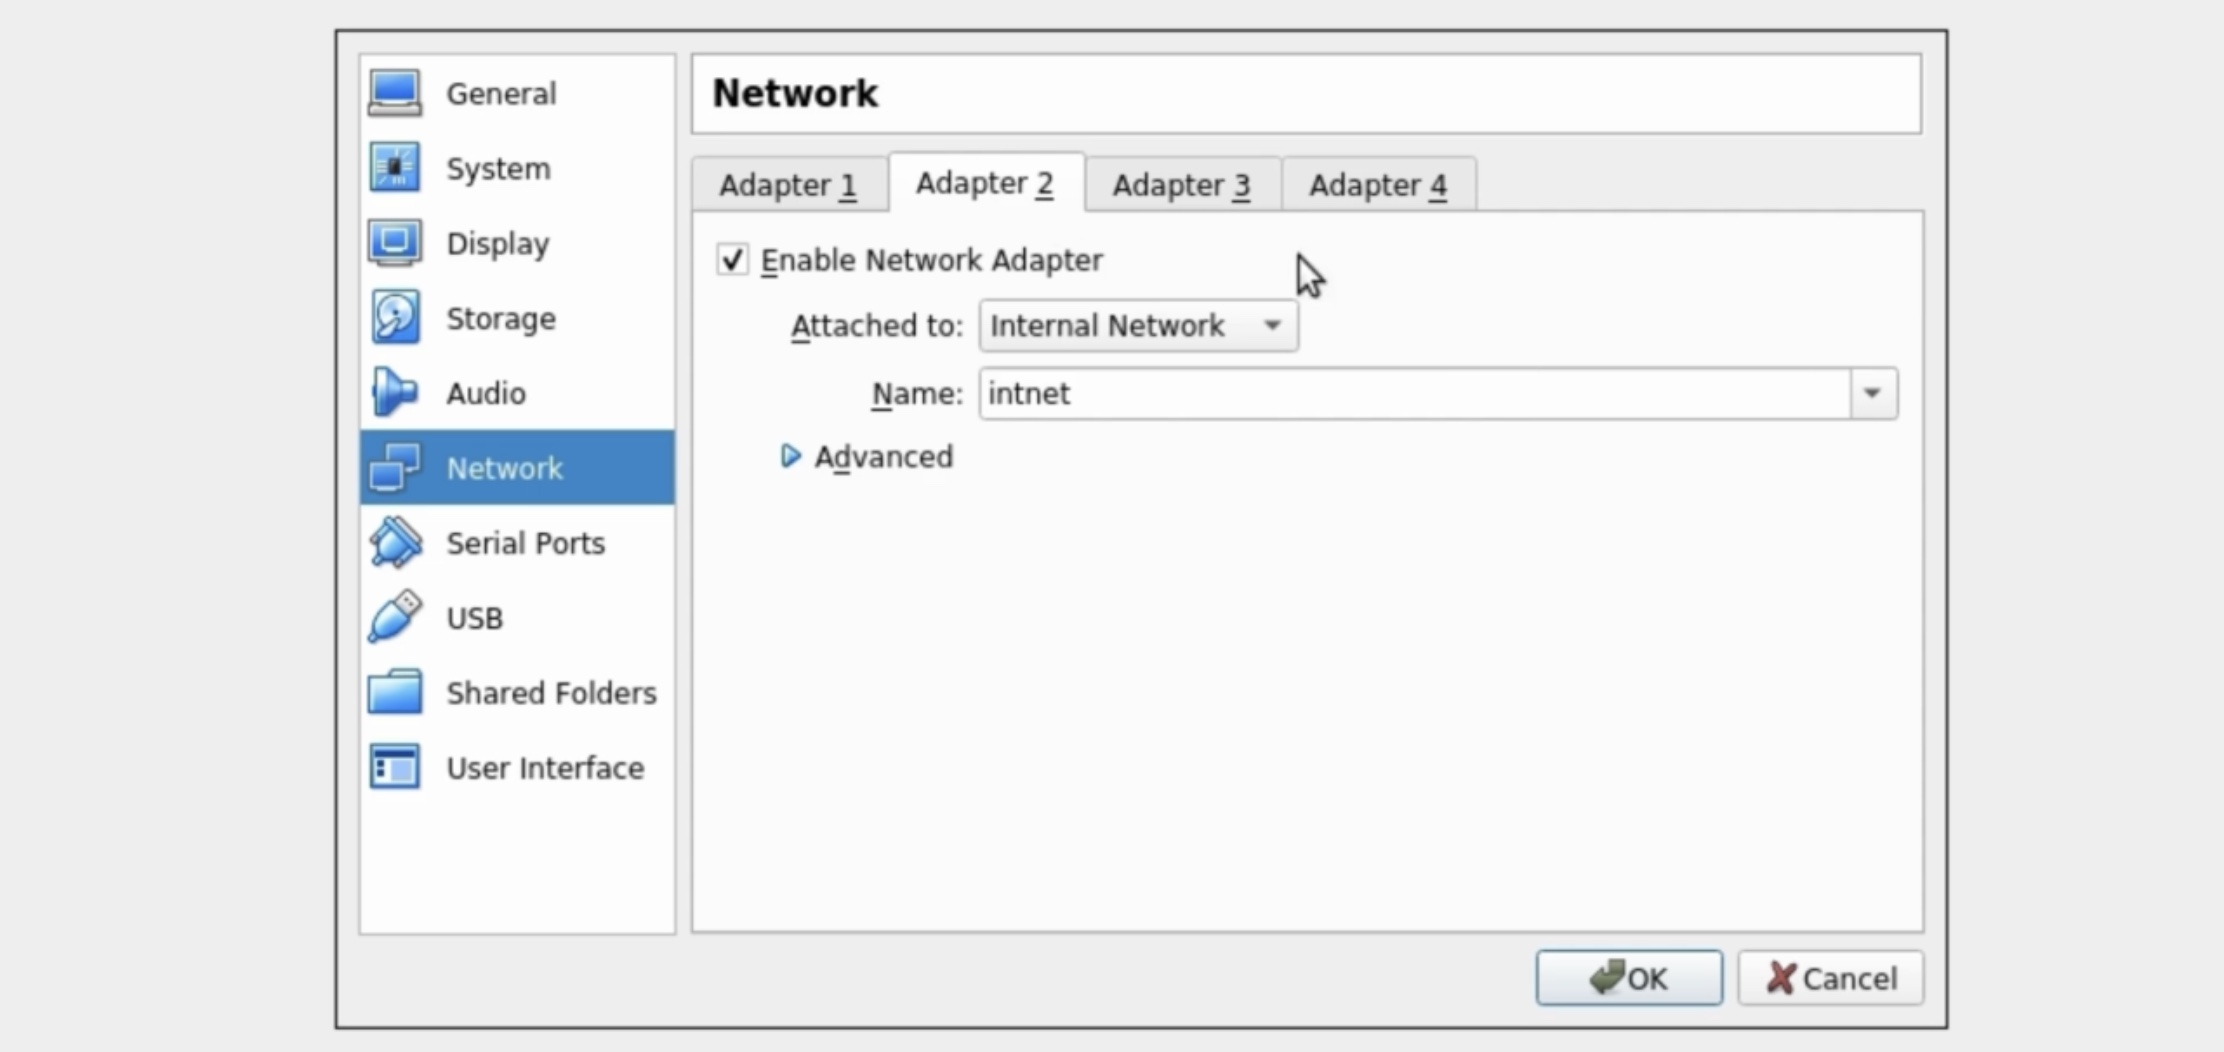 General
System
Display
Storage
Audio
Network
Serial Ports
USB
Shared Folders
User Interface
Network
Adapter 1
Adapter 2
Adapter 3
Adapter 4
Enable Network Adapter
Attached to: Internal Network
Name: intnet
Advanced
OK
Cancel